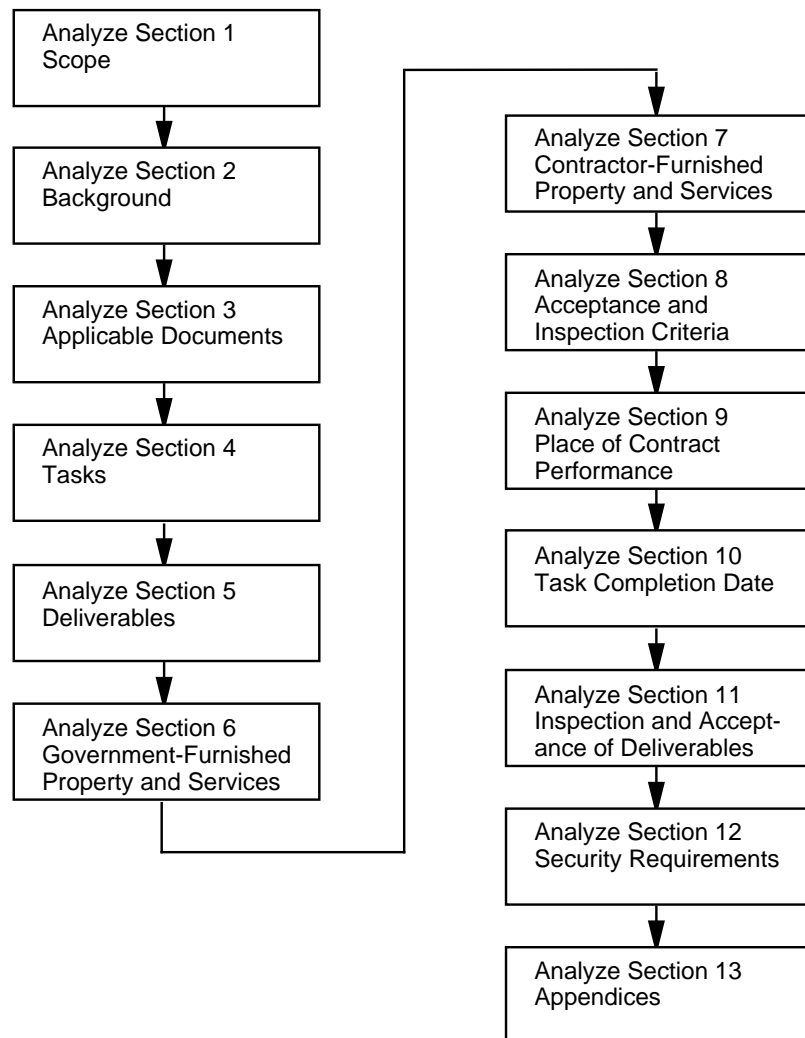 Analyze Section 1
Scope
Analyze Section 2
Background
Analyze Section 3
Applicable Documents
Analyze Section 4
Tasks
Analyze Section 5
Deliverables
Analyze Section 6
Government-Furnished
Property and Services
Analyze Section 7
Contractor-Furnished
Property and Services
Analyze Section 8
Acceptance and
Inspection Criteria
Analyze Section 9
Place of Contract
Performance
Analyze Section 10
Task Completion Date
Analyze Section 11
Inspection and Accept-
ance of Deliverables
Analyze Section 12
Security Requirements
Analyze Section 13
Appendices